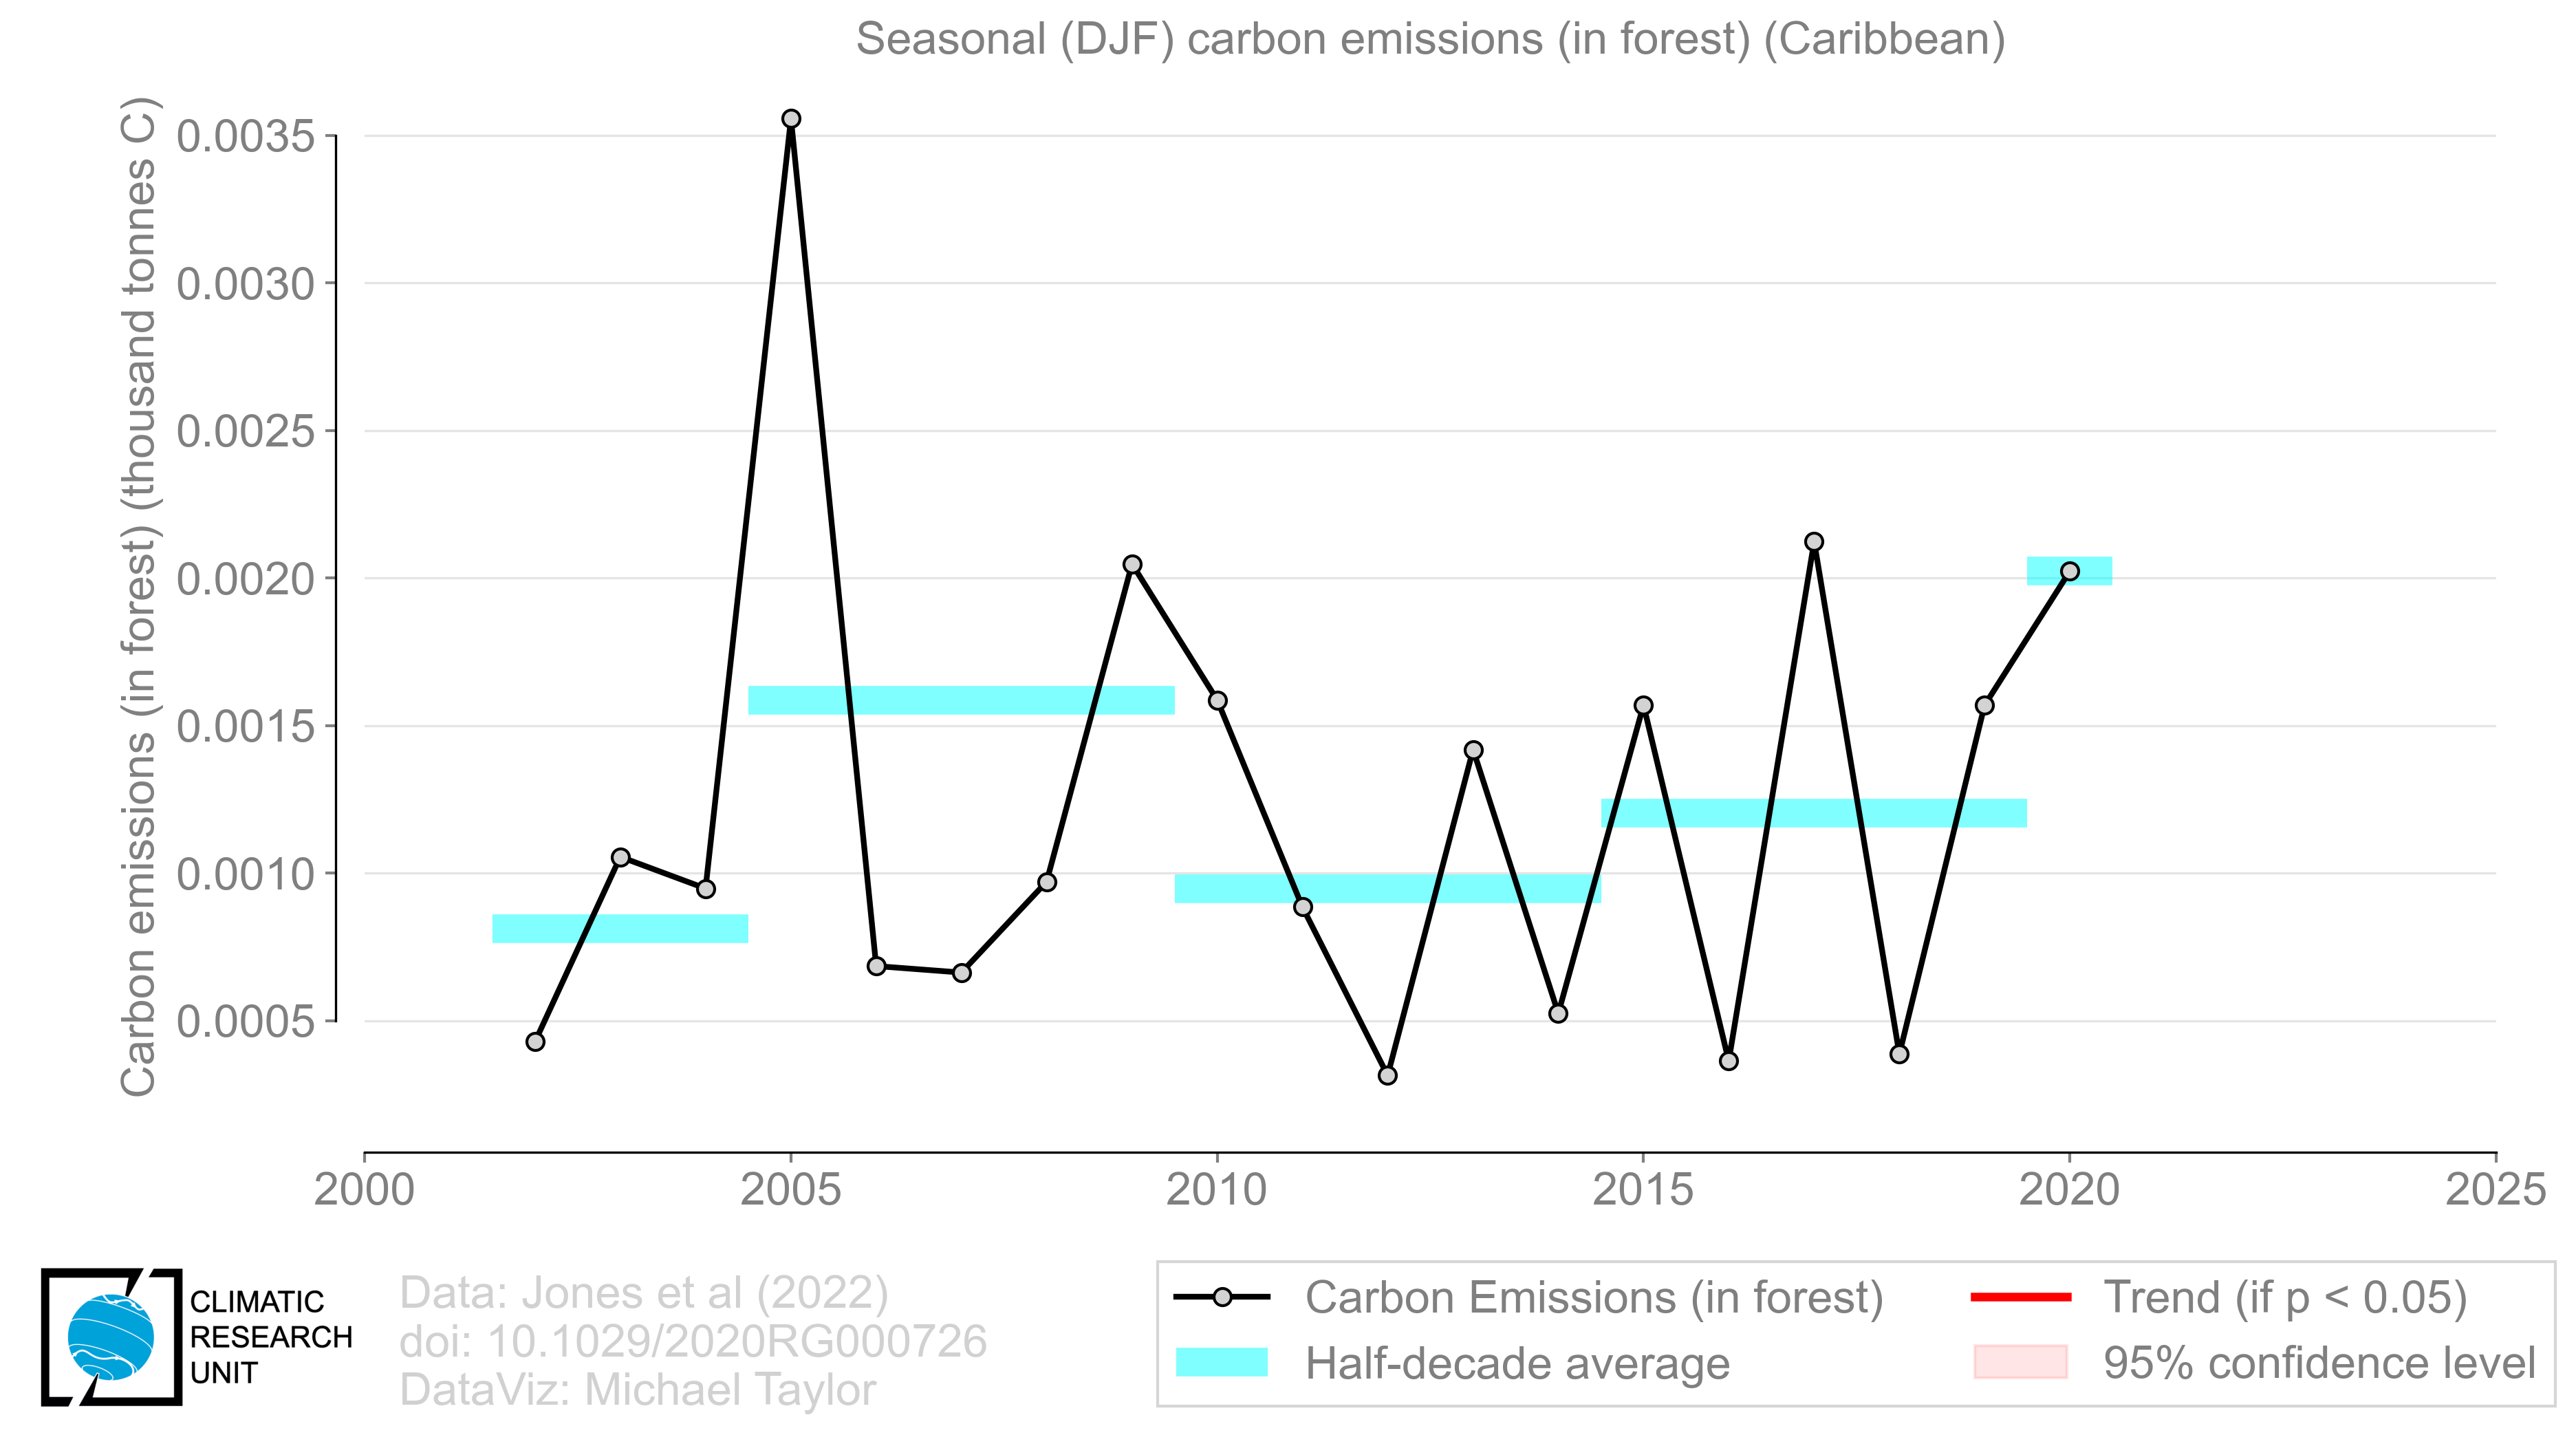 Seasonal (DJF) carbon emissions (in forest) (Caribbean)
Carbon emissions (in forest) (thousand tonnes C)
0.0035
0.0030
0.0025
0.0020
0.0015
0.0010
0.0005
2000
2005
2010
2015
2020
2025
CLIMATIC
RESEARCH
UNIT
Data: Jones et al (2022)
doi: 10.1029/2020RG000726
DataViz: Michael Taylor
Carbon Emissions (in forest)
Half-decade average
Trend (if p < 0.05)
95% confidence level